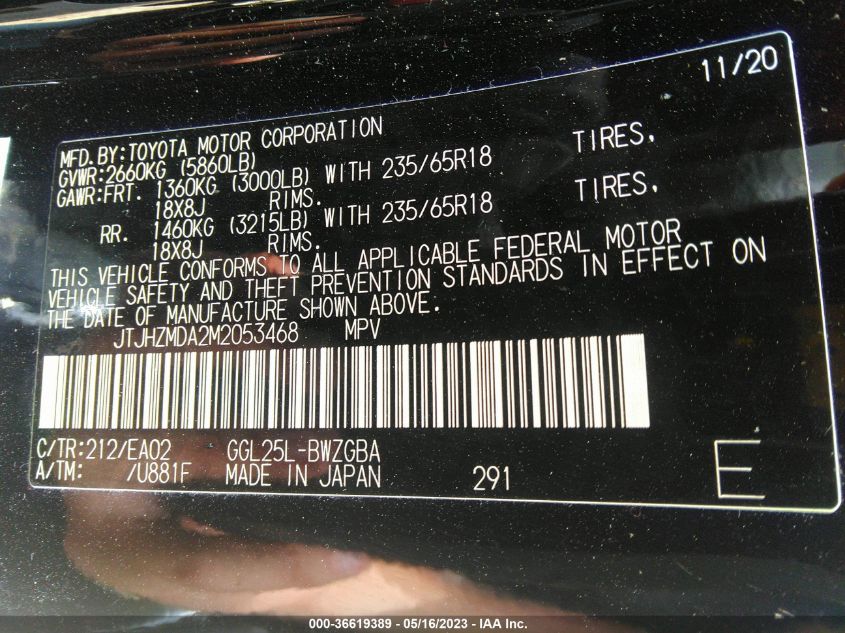 11/20
MFD.BY:TOYOTA MOTOR CORPORATION
GVWR:2660KG (5860LB)
GAWR:FRT. 1360KG (3000LB) WITH 235/65R18 TIRES,
18X8J RIMS.
RR. 1460KG (3215LB) WITH 235/65R18 TIRES,
18X8J RIMS.
THIS VEHICLE CONFORMS TO ALL APPLICABLE FEDERAL MOTOR
VEHICLE SAFETY AND THEFT PREVENTION STANDARDS IN EFFECT ON
THE DATE OF MANUFACTURE SHOWN ABOVE.
JTJHZMDA2M2053468 MPV
C/TR:212/EA02 GGL25L-BWZGBA
A/TM: /U881F MADE IN JAPAN 291 E
000-36619389 - 05/16/2023 - IAA Inc.